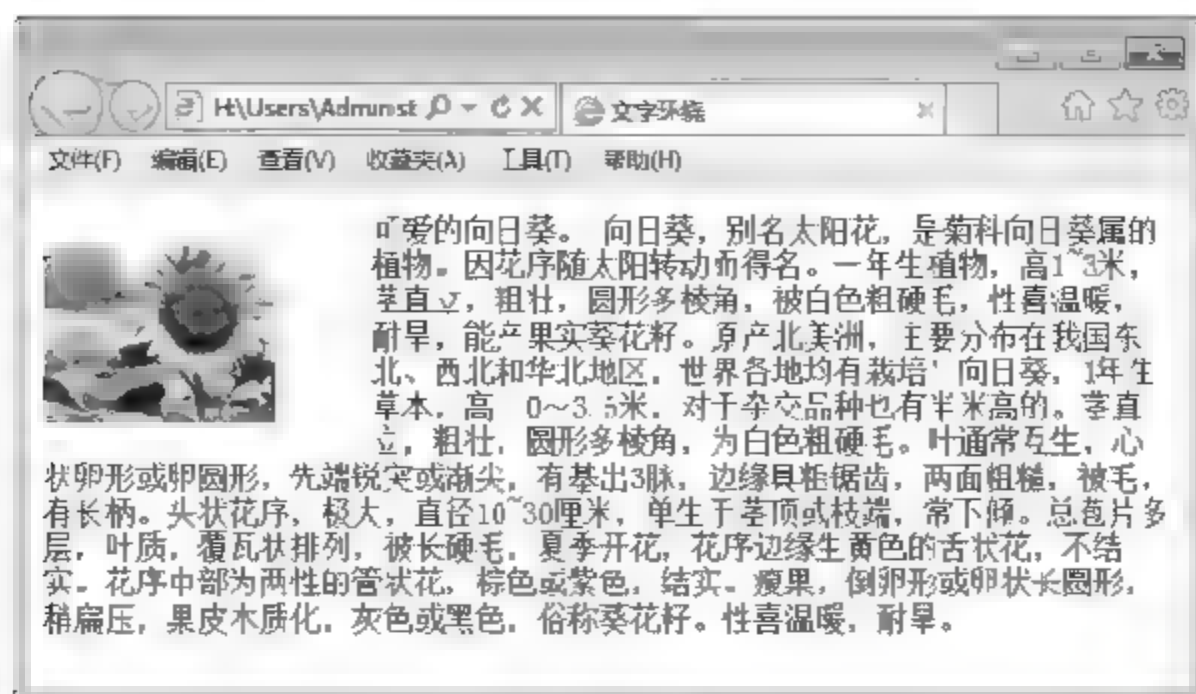 H:\Users\Administ
文字环绕
文件(F) 编辑(E) 查看(V) 收藏夹(A) 工具(T) 帮助(H)
可爱的向日葵。 向日葵，别名太阳花，是菊科向日葵属的
植物。因花序随太阳转动而得名。一年生植物，高1~3米，
茎直立，粗壮，圆形多棱角，被白色粗硬毛，性喜温暖，
耐旱，能产果实葵花籽。原产北美洲，主要分布在我国东
北、西北和华北地区，世界各地均有栽培！向日葵，1年生
草本，高 0～3.5米，对于杂交品种也有半米高的。茎直
立，粗壮，圆形多棱角，为白色粗硬毛。叶通常互生，心
状卵形或卵圆形，先端锐突或渐尖，有基出3脉，边缘具粗锯齿，两面粗糙，被毛，
有长柄。头状花序，极大，直径10~30厘米，单生于茎顶或枝端，常下倾。总苞片多
层，叶质，覆瓦状排列，被长硬毛，夏季开花，花序边缘生黄色的舌状花，不结
实。花序中部为两性的管状花，棕色或紫色，结实。瘦果，倒卵形或卵状长圆形，
稍扁压，果皮木质化，灰色或黑色，俗称葵花籽。性喜温暖，耐旱。